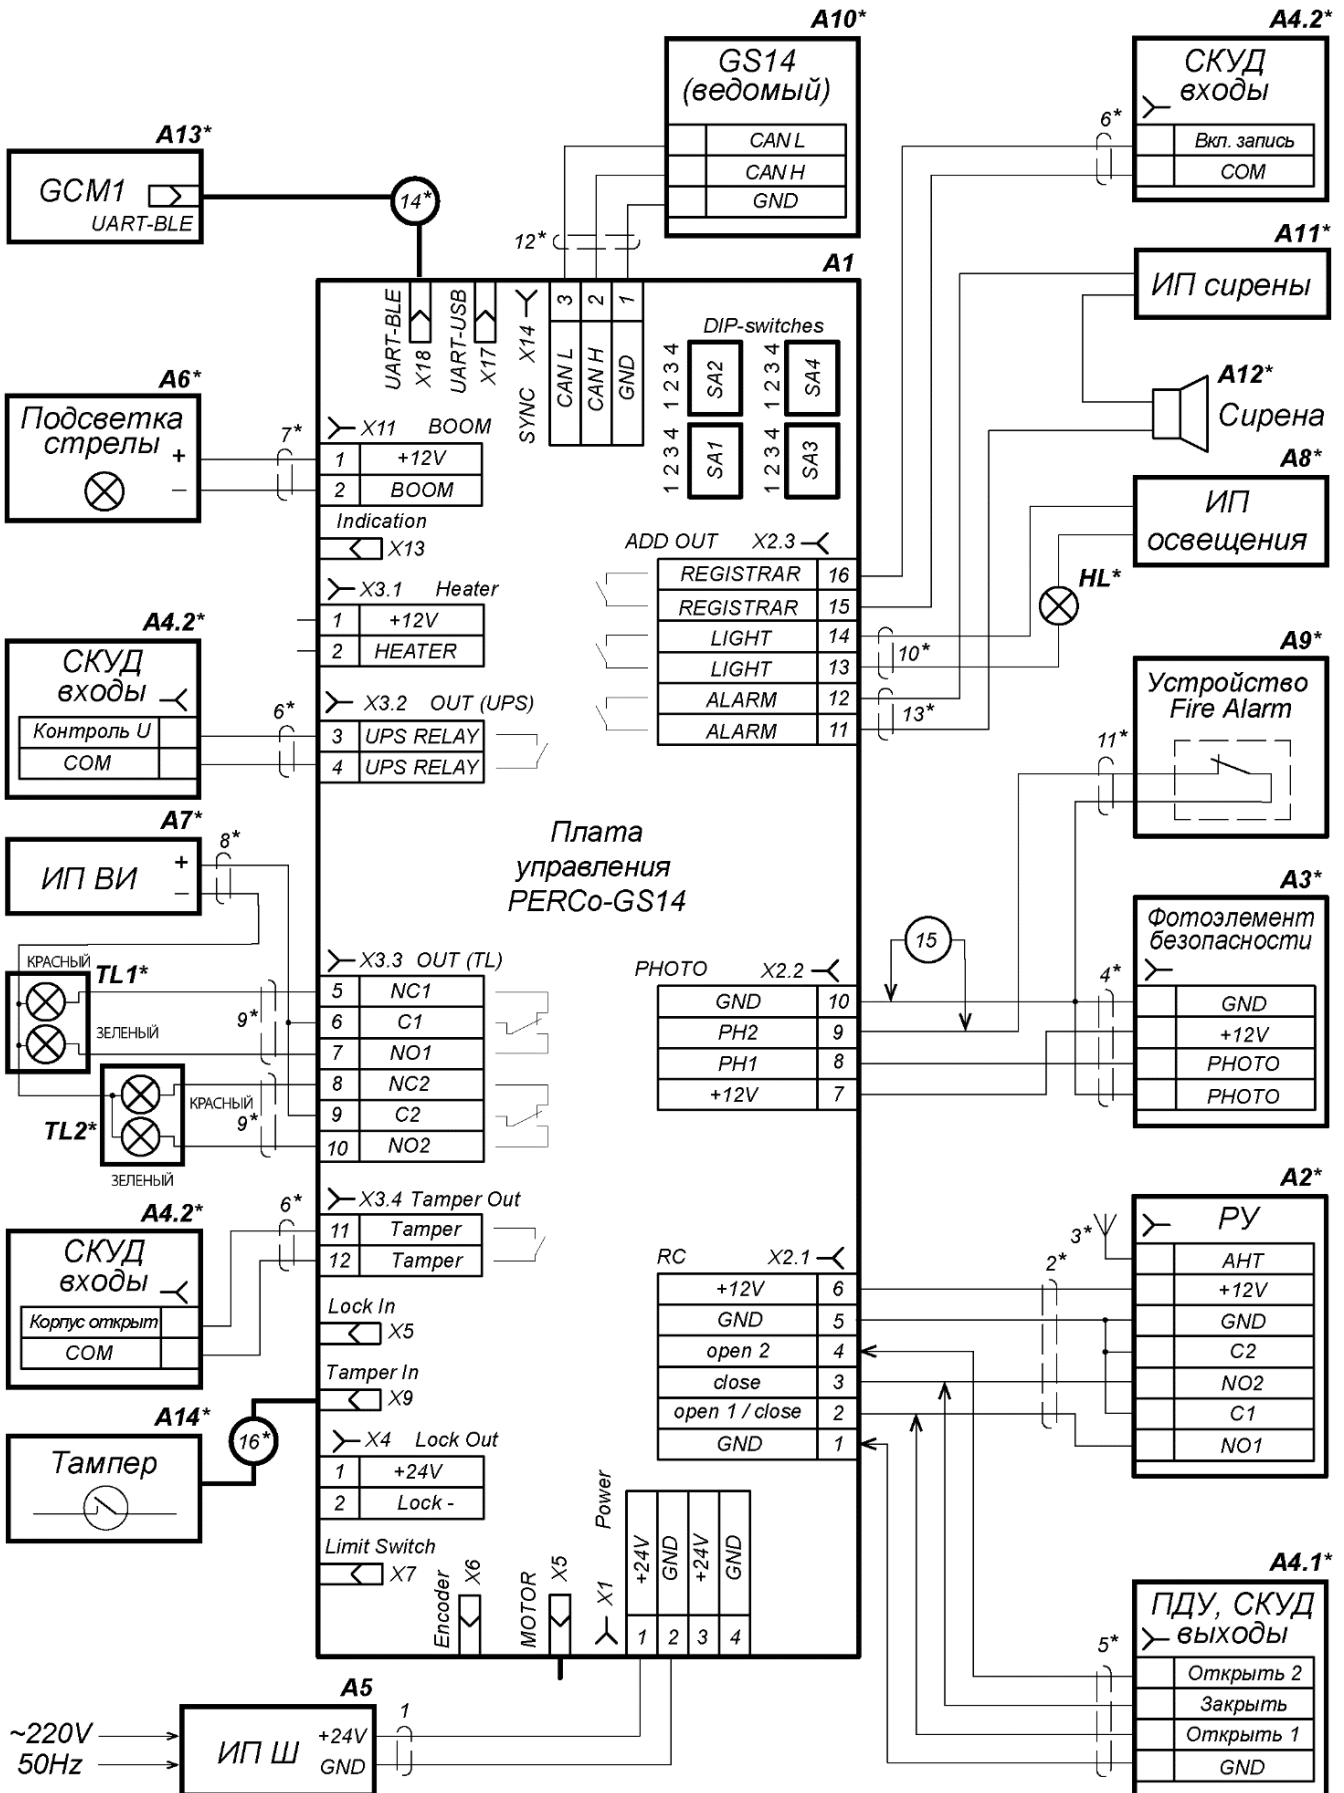 A10*
GS14
(ведомый)
CAN L
CAN H
GND
12*
A4.2*
СКУД
входы
Вкл. запись
COM
6*
A13*
GCM1
UART-BLE
14*
A11*
ИП сирены
A12*
Сирена
A1
UART-BLE
X18
UART-USB
X17
SYNC X14
3 2 1
CAN L
CAN H
GND
DIP-switches
1 2 3 4
SA2
1 2 3 4
SA4
1 2 3 4
SA1
1 2 3 4
SA3
A6*
Подсветка
стрелы
+
–
7*
X11 BOOM
1 +12V
2 BOOM
Indication
X13
X3.1 Heater
1 +12V
2 HEATER
A4.2*
СКУД
входы
Контроль U
COM
6*
X3.2 OUT (UPS)
3 UPS RELAY
4 UPS RELAY
ADD OUT X2.3
REGISTRAR 16
REGISTRAR 15
LIGHT 14
LIGHT 13
ALARM 12
ALARM 11
10*
13*
A8*
ИП
освещения
HL*
A9*
Устройство
Fire Alarm
11*
A7*
ИП ВИ
+
–
8*
Плата
управления
PERCo-GS14
КРАСНЫЙ
TL1*
ЗЕЛЕНЫЙ
9*
X3.3 OUT (TL)
5 NC1
6 C1
7 NO1
8 NC2
9 C2
10 NO2
КРАСНЫЙ
9*
TL2*
ЗЕЛЕНЫЙ
15
PHOTO X2.2
GND 10
PH2 9
PH1 8
+12V 7
A3*
Фотоэлемент
безопасности
4*
GND
+12V
PHOTO
PHOTO
A4.2*
СКУД
входы
Корпус открыт
COM
6*
X3.4 Tamper Out
11 Tamper
12 Tamper
Lock In
X5
Tamper In
X9
A14*
Тампер
16*
X4 Lock Out
1 +24V
2 Lock -
Limit Switch
X7
Encoder
X6
MOTOR
X5
RC X2.1
+12V 6
GND 5
open 2 4
close 3
open 1 / close 2
GND 1
A2*
РУ
3*
2*
АНТ
+12V
GND
C2
NO2
C1
NO1
Power
X1
+24V
GND
+24V
GND
1 2 3 4
A4.1*
ПДУ, СКУД
выходы
5*
Открыть 2
Закрыть
Открыть 1
GND
A5
~220V
50Hz
ИП Ш
+24V
GND
1